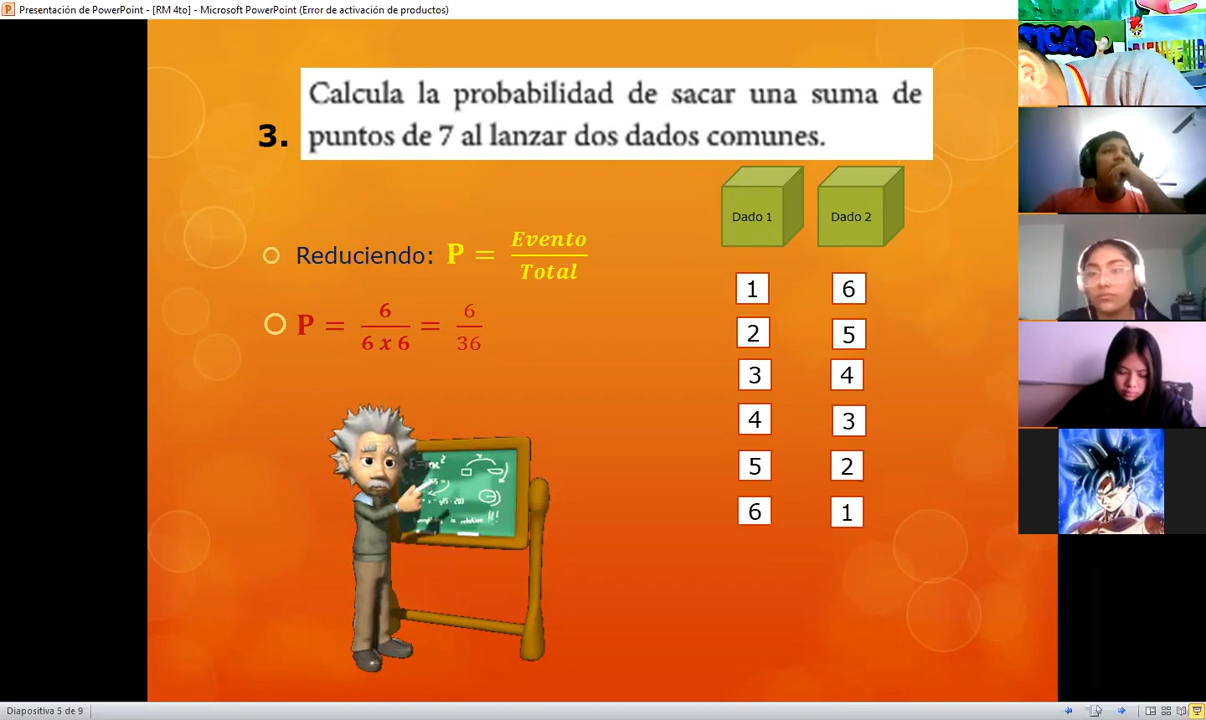 Presentación de PowerPoint - [RM 4to] - Microsoft PowerPoint (Error de activación de productos)
Calcula la probabilidad de sacar una suma de
3. puntos de 7 al lanzar dos dados comunes.
Dado 1 Dado 2
Reduciendo: P = Evento / Total
P = 6 / 6 x 6 = 6 / 36
1 6
2 5
3 4
4 3
5 2
6 1
TICAS
Diapositiva 5 de 9